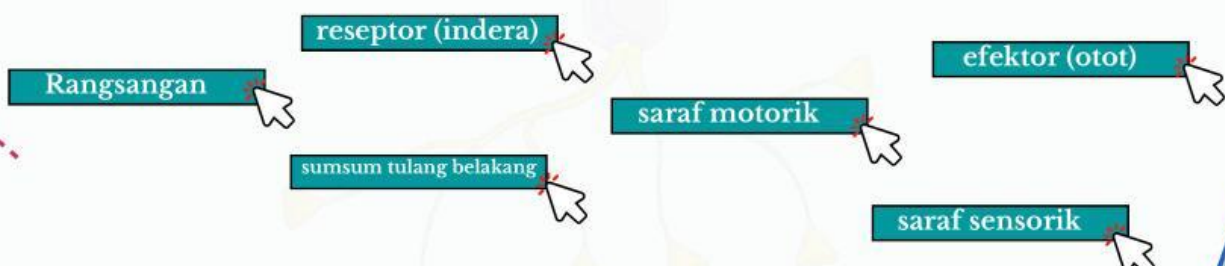 reseptor (indera)
efektor (otot)
Rangsangan
saraf motorik
sumsum tulang belakang
saraf sensorik